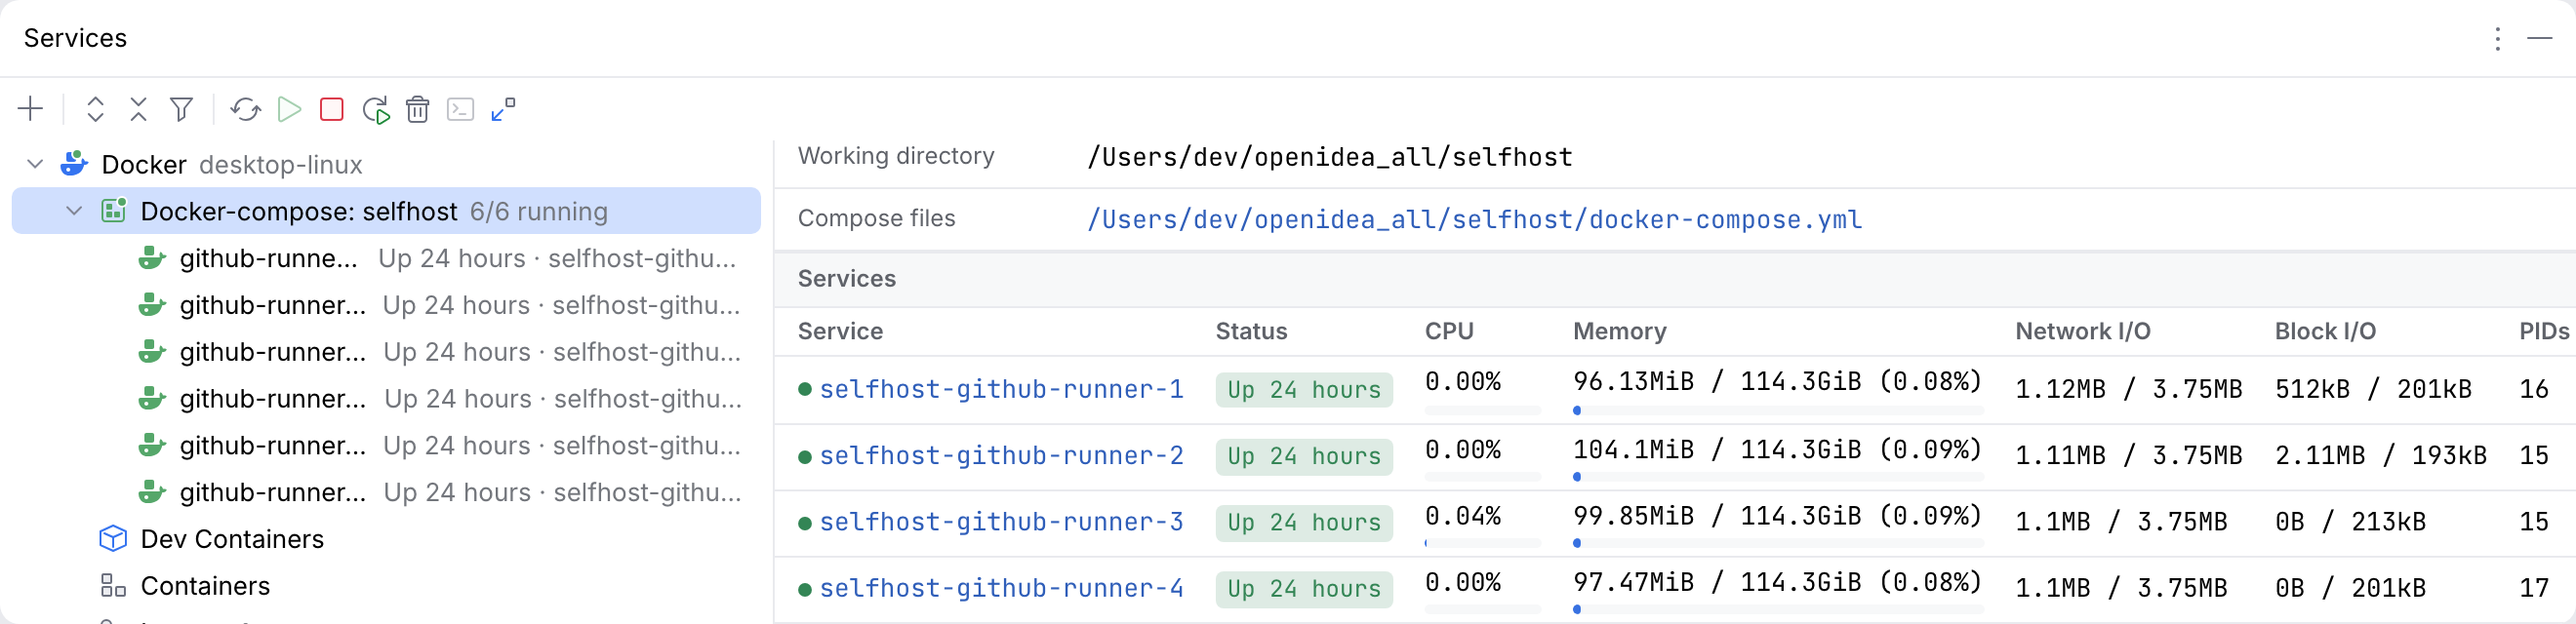 Services
Docker desktop-linux
Docker-compose: selfhost 6/6 running
github-runne... Up 24 hours · selfhost-githu...
github-runner... Up 24 hours · selfhost-githu...
github-runner... Up 24 hours · selfhost-githu...
github-runner... Up 24 hours · selfhost-githu...
github-runner... Up 24 hours · selfhost-githu...
github-runner... Up 24 hours · selfhost-githu...
Dev Containers
Containers
Working directory /Users/dev/openidea_all/selfhost
Compose files /Users/dev/openidea_all/selfhost/docker-compose.yml
Services
Service Status CPU Memory Network I/O Block I/O PIDs
selfhost-github-runner-1 Up 24 hours 0.00% 96.13MiB / 114.3GiB (0.08%) 1.12MB / 3.75MB 512kB / 201kB 16
selfhost-github-runner-2 Up 24 hours 0.00% 104.1MiB / 114.3GiB (0.09%) 1.11MB / 3.75MB 2.11MB / 193kB 15
selfhost-github-runner-3 Up 24 hours 0.04% 99.85MiB / 114.3GiB (0.09%) 1.1MB / 3.75MB 0B / 213kB 15
selfhost-github-runner-4 Up 24 hours 0.00% 97.47MiB / 114.3GiB (0.08%) 1.1MB / 3.75MB 0B / 201kB 17